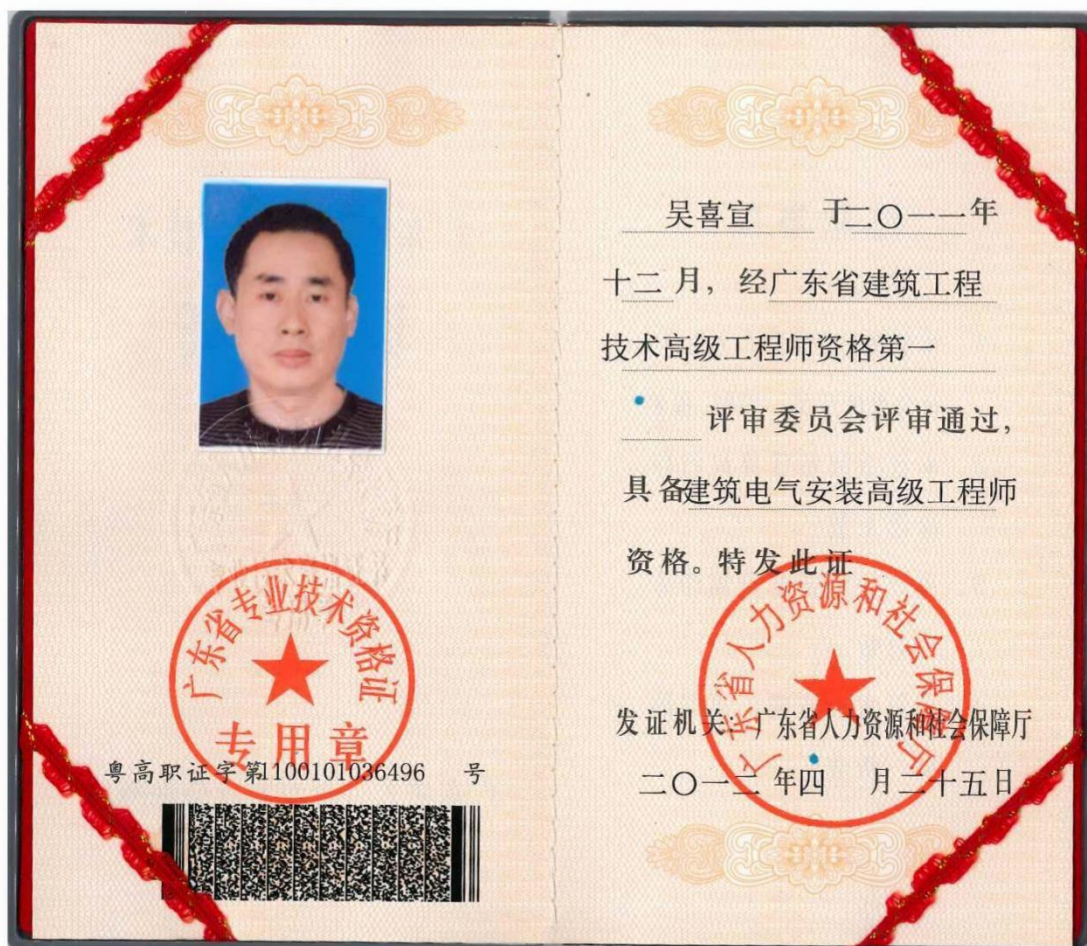 广东省专业技术资格证
专用章
粤高职证字第1100101036496 号
吴喜宣 于二〇一一年
十二月，经广东省建筑工程
技术高级工程师资格第一
评审委员会评审通过，
具备建筑电气安装高级工程师
资格。特发此证
广东省人力资源和社会保障厅
发证机关：广东省人力资源和社会保障厅
二〇一二年四 月二十五日